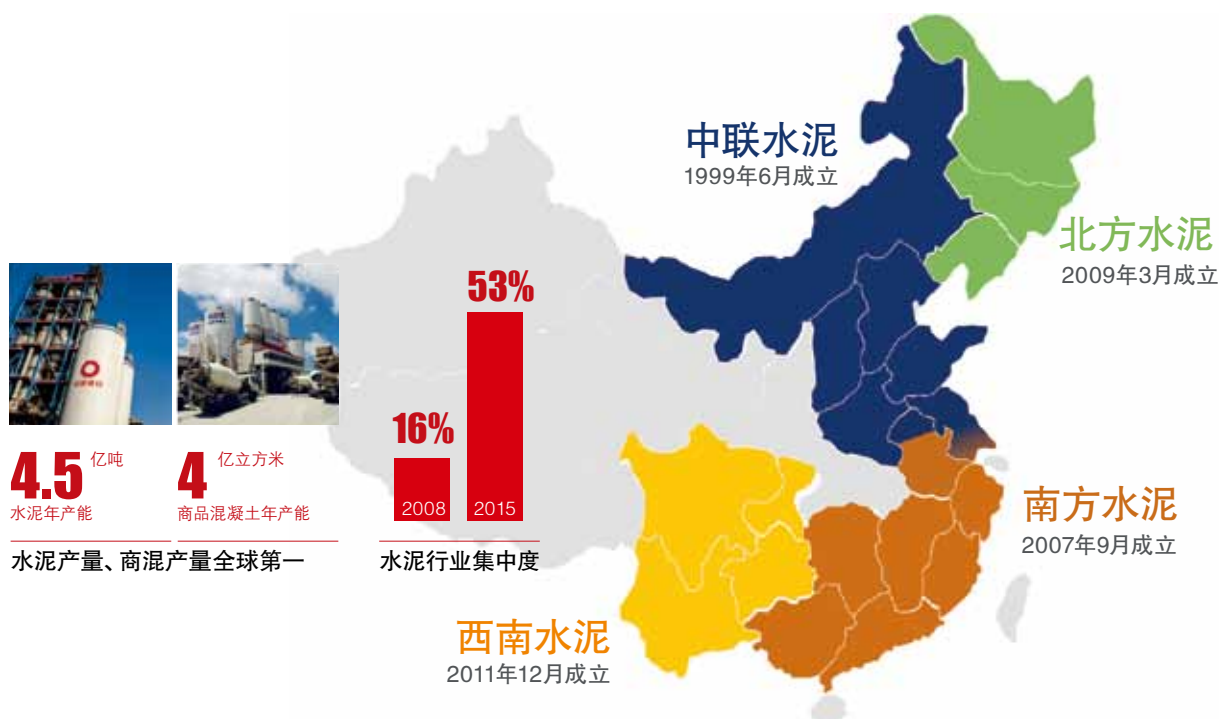 中联水泥
1999年6月成立
北方水泥
2009年3月成立
4.5 亿吨
水泥年产能
4 亿立方米
商品混凝土年产能
水泥产量、商混产量全球第一
16%
53%
2008
2015
水泥行业集中度
南方水泥
2007年9月成立
西南水泥
2011年12月成立